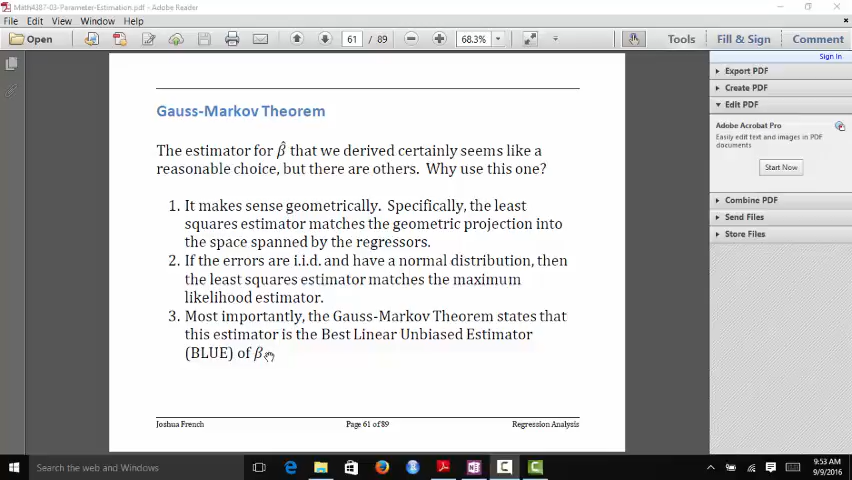 Math4387-03-Parameter-Estimation.pdf - Adobe Reader
File Edit View Window Help
Open 61 / 89 68.3% Tools Fill & Sign Comment
Sign In
Export PDF
Create PDF
Edit PDF
Adobe Acrobat Pro
Easily edit text and images in PDF
documents
Start Now
Combine PDF
Send Files
Store Files
Gauss-Markov Theorem
The estimator for β̂ that we derived certainly seems like a
reasonable choice, but there are others. Why use this one?
1. It makes sense geometrically. Specifically, the least
squares estimator matches the geometric projection into
the space spanned by the regressors.
2. If the errors are i.i.d. and have a normal distribution, then
the least squares estimator matches the maximum
likelihood estimator.
3. Most importantly, the Gauss-Markov Theorem states that
this estimator is the Best Linear Unbiased Estimator
(BLUE) of β
Joshua French Page 61 of 89 Regression Analysis
Search the web and Windows
9:53 AM
9/9/2016